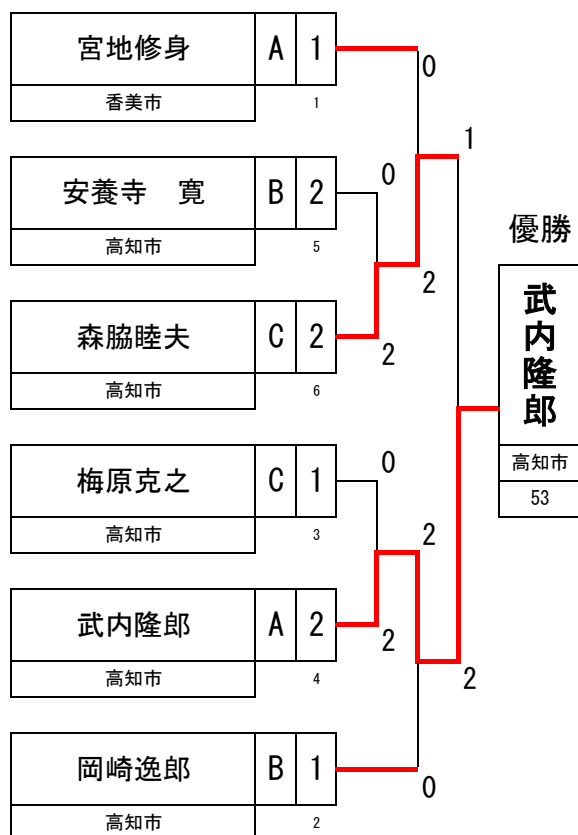 宮地修身 A 1
香美市 1
0
1
安養寺　寛 B 2
高知市 5
0
2
森脇睦夫 C 2
高知市 6
2
梅原克之 C 1
高知市 3
0
2
武内隆郎 A 2
高知市 4
2
2
岡崎逸郎 B 1
高知市 2
0
優勝
武内隆郎
高知市
53